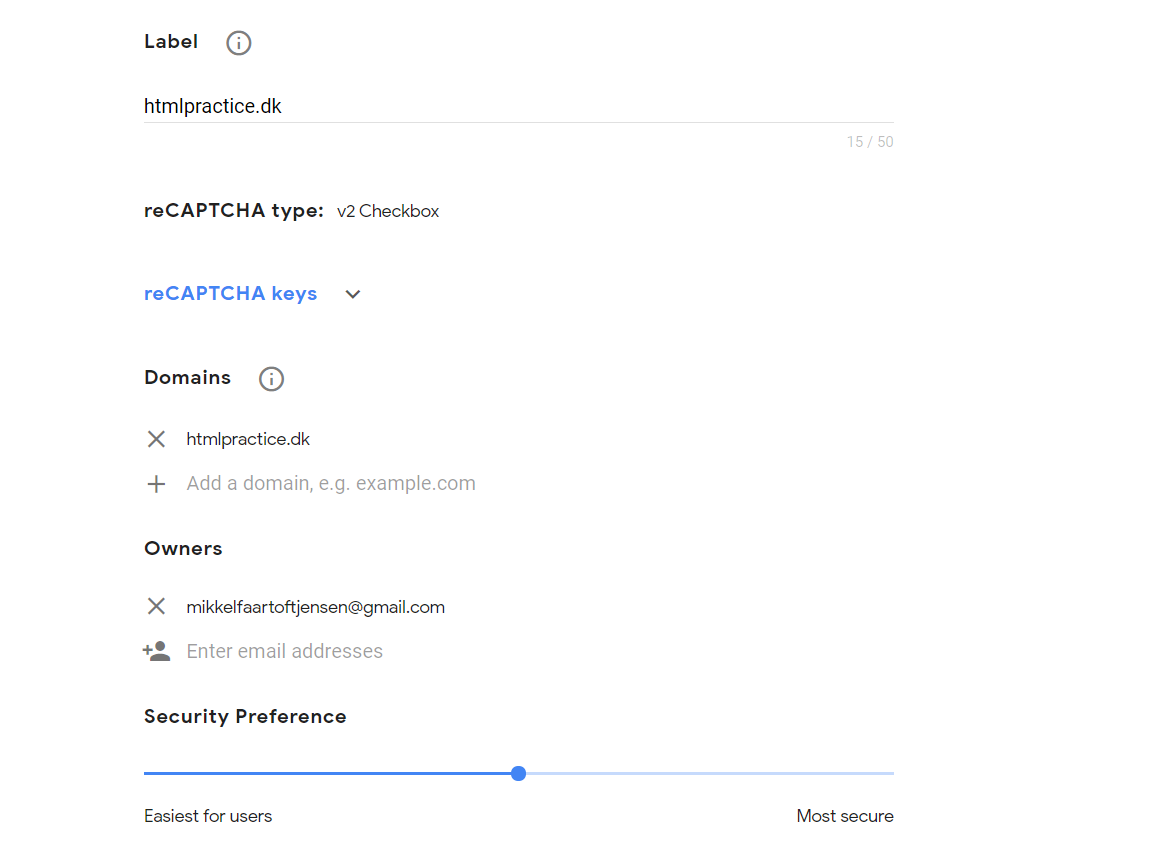 Label
htmlpractice.dk
15 / 50
reCAPTCHA type: v2 Checkbox
reCAPTCHA keys
Domains
htmlpractice.dk
Add a domain, e.g. example.com
Owners
mikkelfaartoftjensen@gmail.com
Enter email addresses
Security Preference
Easiest for users Most secure